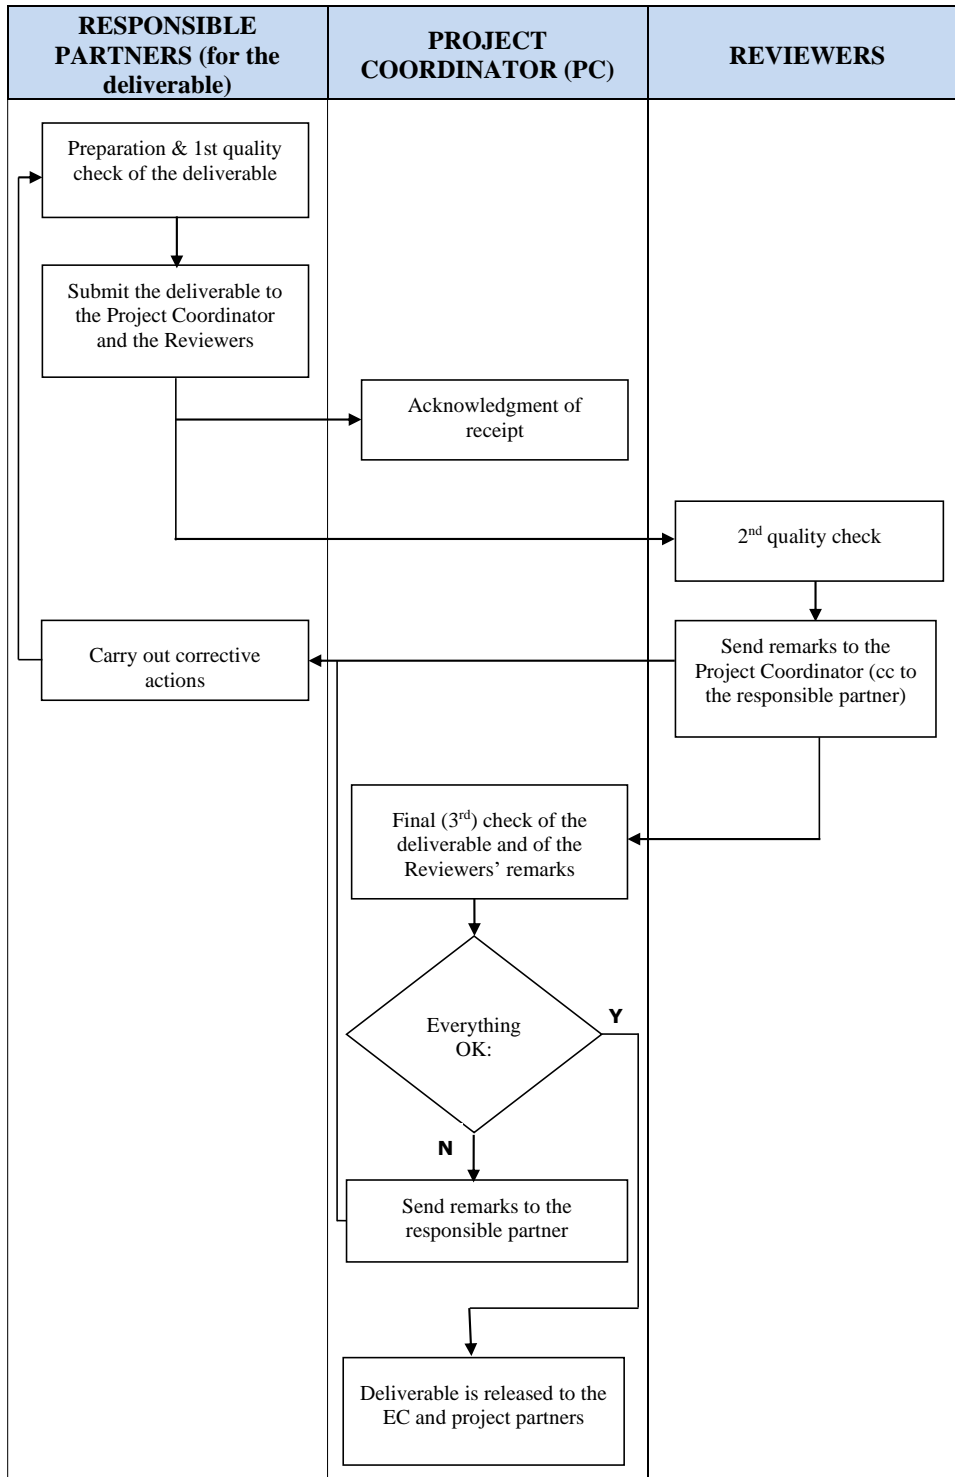 RESPONSIBLE
PARTNERS (for the
deliverable)
PROJECT
COORDINATOR (PC)
REVIEWERS
Preparation & 1st quality
check of the deliverable
Submit the deliverable to
the Project Coordinator
and the Reviewers
Acknowledgment of
receipt
2nd quality check
Send remarks to the
Project Coordinator (cc to
the responsible partner)
Carry out corrective
actions
Final (3rd) check of the
deliverable and of the
Reviewers’ remarks
Everything
OK:
Y
N
Send remarks to the
responsible partner
Deliverable is released to the
EC and project partners